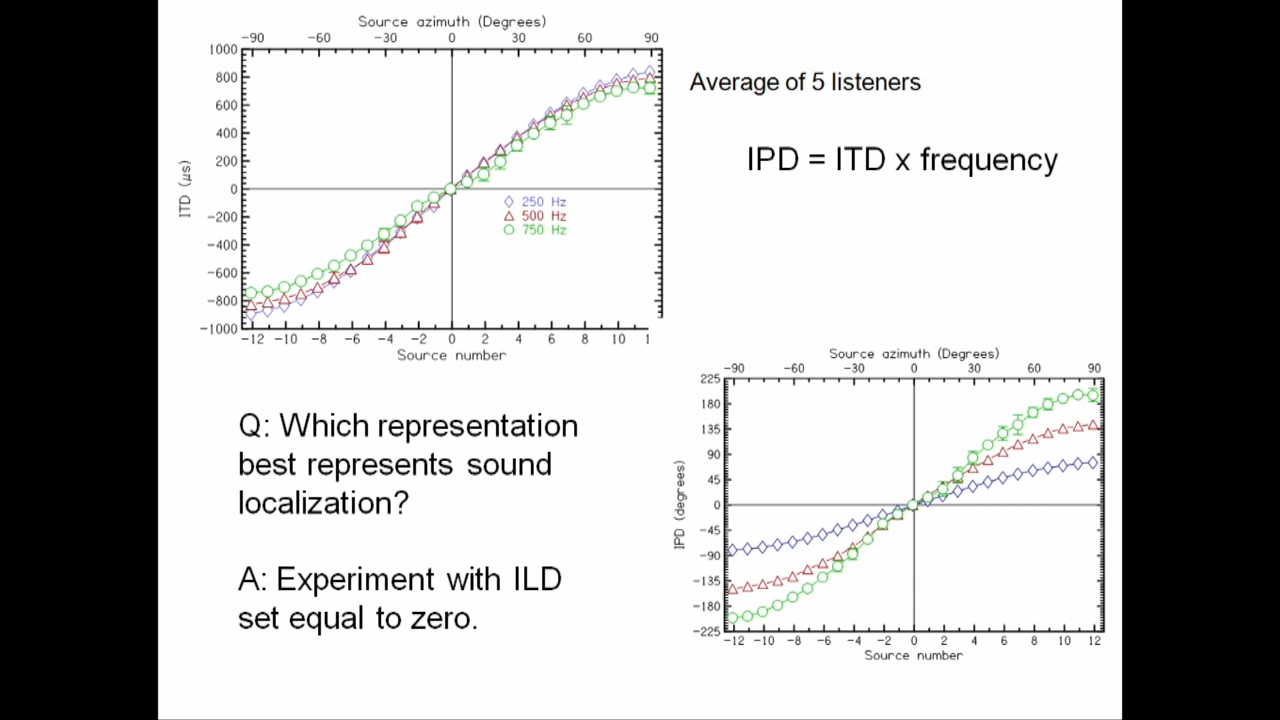 Source azimuth (Degrees)
−90 −60 −30 0 30 60 90
1000
800
600
400
200
0
−200
−400
−600
−800
−1000
ITD (μs)
250 Hz
500 Hz
750 Hz
−12 −10 −8 −6 −4 −2 0 2 4 6 8 10 1
Source number
Average of 5 listeners
IPD = ITD x frequency
Q: Which representation
best represents sound
localization?
A: Experiment with ILD
set equal to zero.
Source azimuth (Degrees)
−90 −60 −30 0 30 60 90
225
180
135
90
45
0
−45
−90
−135
−180
−225
IPD (degrees)
−12 −10 −8 −6 −4 −2 0 2 4 6 8 10 12
Source number